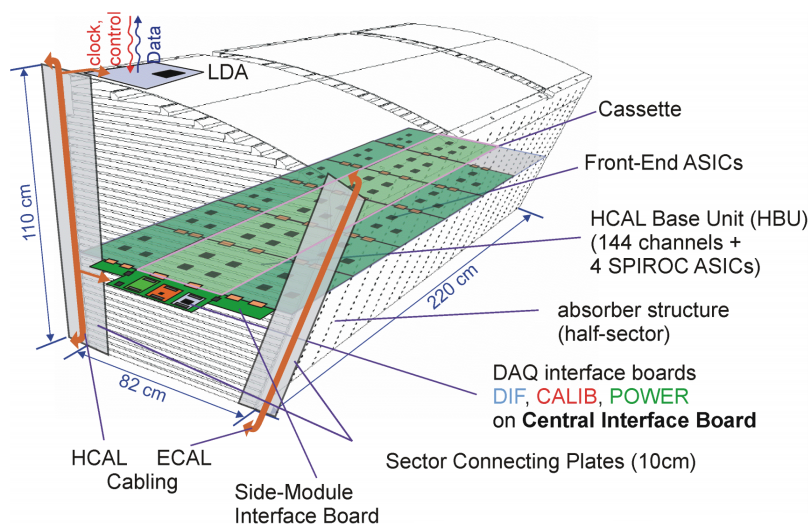 clock,
control
Data
LDA
Cassette
Front-End ASICs
110 cm
HCAL Base Unit (HBU)
(144 channels +
4 SPIROC ASICs)
220 cm
absorber structure
(half-sector)
DAQ interface boards
DIF, CALIB, POWER
on Central Interface Board
82 cm
HCAL ECAL
Cabling
Sector Connecting Plates (10cm)
Side-Module
Interface Board